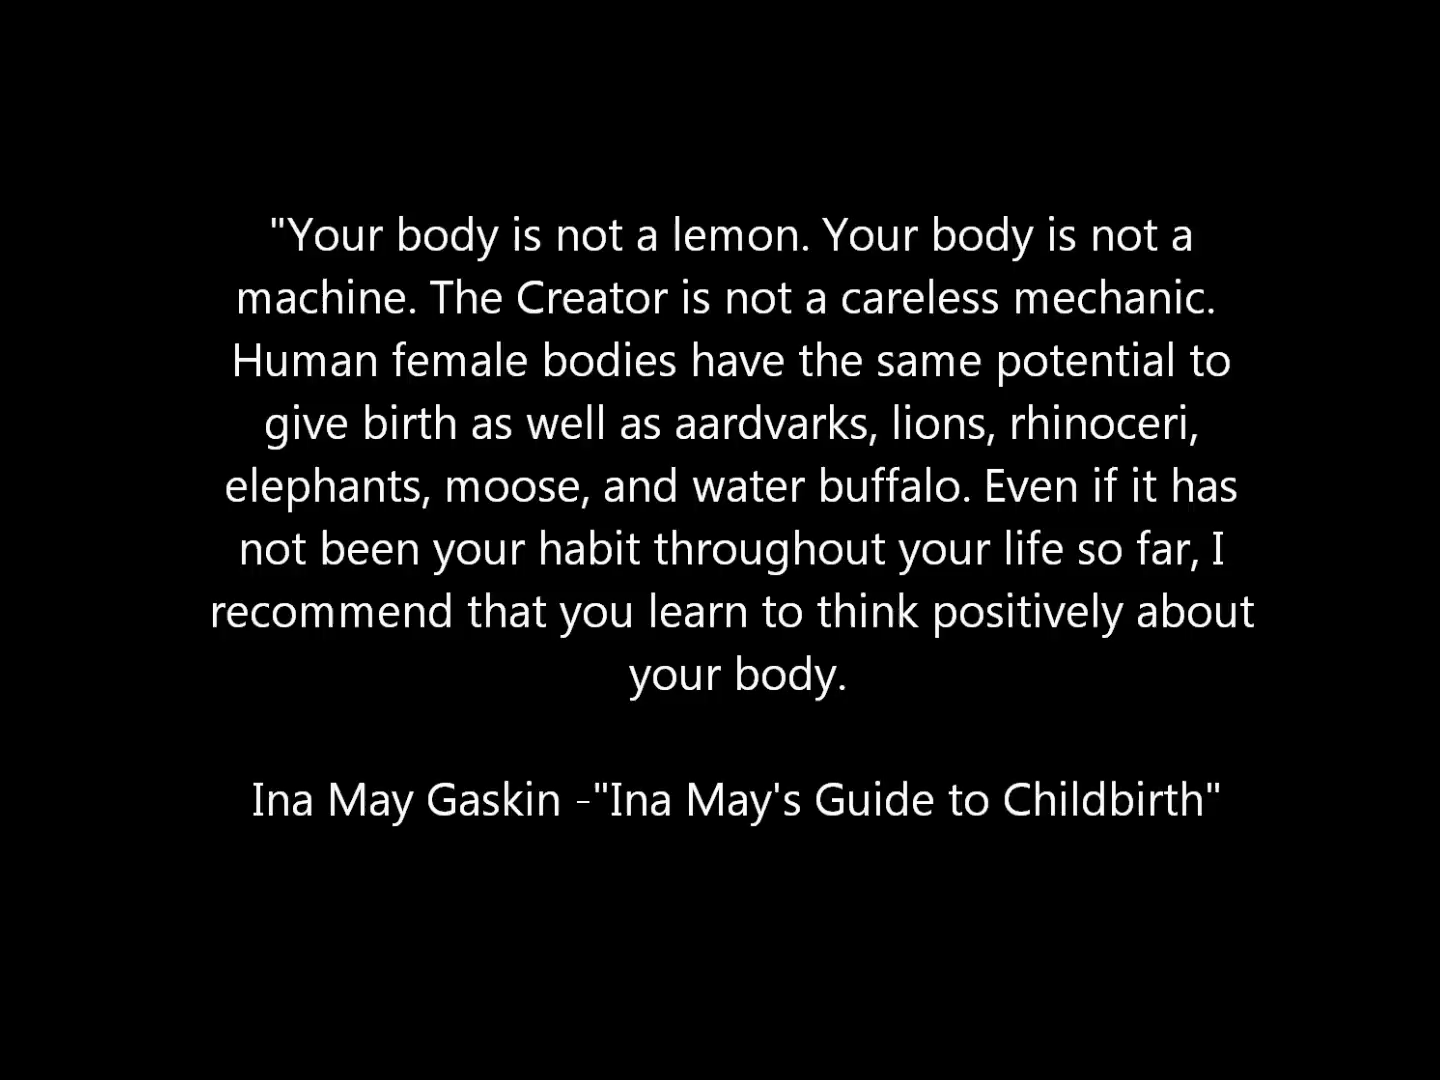 "Your body is not a lemon. Your body is not a
machine. The Creator is not a careless mechanic.
Human female bodies have the same potential to
give birth as well as aardvarks, lions, rhinoceri,
elephants, moose, and water buffalo. Even if it has
not been your habit throughout your life so far, I
recommend that you learn to think positively about
your body.
Ina May Gaskin -"Ina May's Guide to Childbirth"